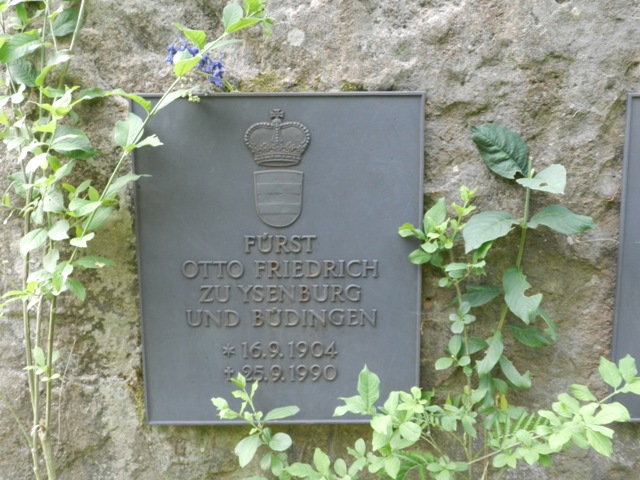 FÜRST
OTTO FRIEDRICH
ZU YSENBURG
UND BÜDINGEN
* 16.9.1904
† 25.9.1990